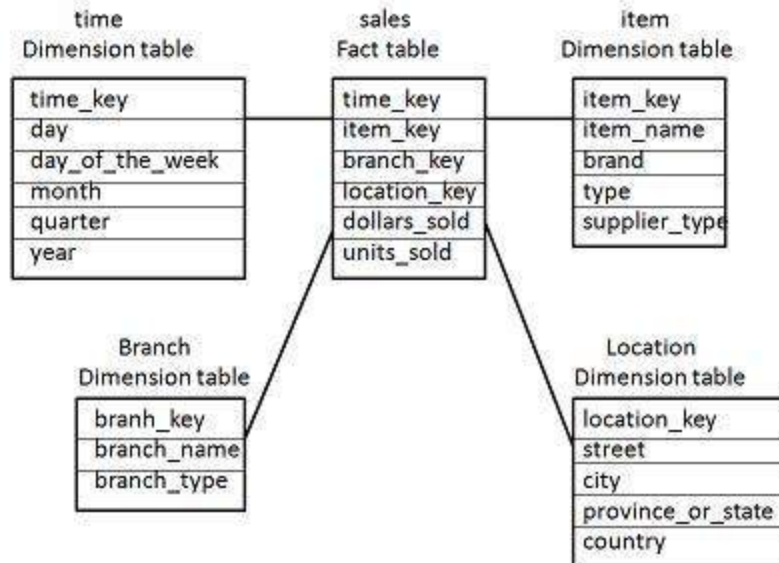 time
Dimension table
time_key
day
day_of_the_week
month
quarter
year
sales
Fact table
time_key
item_key
branch_key
location_key
dollars_sold
units_sold
item
Dimension table
item_key
item_name
brand
type
supplier_type
Branch
Dimension table
branh_key
branch_name
branch_type
Location
Dimension table
location_key
street
city
province_or_state
country